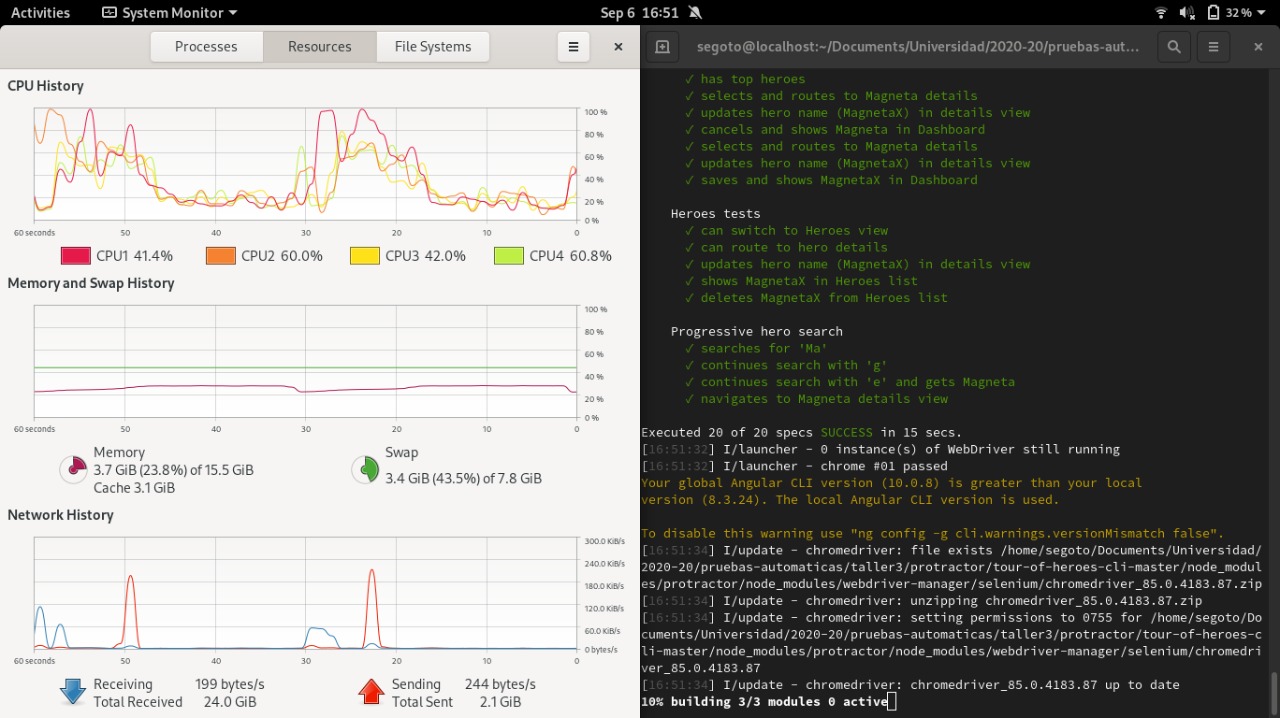 Activities
System Monitor
Sep 6 16:51
32 %
Processes
Resources
File Systems
CPU History
100 %
80 %
60 %
40 %
20 %
0 %
60 seconds
50
40
30
20
10
0
CPU1 41.4%
CPU2 60.0%
CPU3 42.0%
CPU4 60.8%
Memory and Swap History
100 %
80 %
60 %
40 %
20 %
0 %
60 seconds
50
40
30
20
10
0
Memory
3.7 GiB (23.8%) of 15.5 GiB
Cache 3.1 GiB
Swap
3.4 GiB (43.5%) of 7.8 GiB
Network History
300.0 KiB/s
240.0 KiB/s
180.0 KiB/s
120.0 KiB/s
60.0 KiB/s
0 bytes/s
60 seconds
50
40
30
20
10
0
Receiving 199 bytes/s
Total Received 24.0 GiB
Sending 244 bytes/s
Total Sent 2.1 GiB
segoto@localhost:~/Documents/Universidad/2020-20/pruebas-aut...
✓ has top heroes
✓ selects and routes to Magneta details
✓ updates hero name (MagnetaX) in details view
✓ cancels and shows Magneta in Dashboard
✓ selects and routes to Magneta details
✓ updates hero name (MagnetaX) in details view
✓ saves and shows MagnetaX in Dashboard
Heroes tests
✓ can switch to Heroes view
✓ can route to hero details
✓ updates hero name (MagnetaX) in details view
✓ shows MagnetaX in Heroes list
✓ deletes MagnetaX from Heroes list
Progressive hero search
✓ searches for 'Ma'
✓ continues search with 'g'
✓ continues search with 'e' and gets Magneta
✓ navigates to Magneta details view
Executed 20 of 20 specs SUCCESS in 15 secs.
[16:51:32] I/launcher - 0 instance(s) of WebDriver still running
[16:51:32] I/launcher - chrome #01 passed
Your global Angular CLI version (10.0.8) is greater than your local
version (8.3.24). The local Angular CLI version is used.
To disable this warning use "ng config -g cli.warnings.versionMismatch false".
[16:51:34] I/update - chromedriver: file exists /home/segoto/Documents/Universidad/
2020-20/pruebas-automaticas/taller3/protractor/tour-of-heroes-cli-master/node_modul
es/protractor/node_modules/webdriver-manager/selenium/chromedriver_85.0.4183.87.zip
[16:51:34] I/update - chromedriver: unzipping chromedriver_85.0.4183.87.zip
[16:51:34] I/update - chromedriver: setting permissions to 0755 for /home/segoto/Do
cuments/Universidad/2020-20/pruebas-automaticas/taller3/protractor/tour-of-heroes-c
li-master/node_modules/protractor/node_modules/webdriver-manager/selenium/chromedri
ver_85.0.4183.87
[16:51:34] I/update - chromedriver: chromedriver_85.0.4183.87 up to date
10% building 3/3 modules 0 active